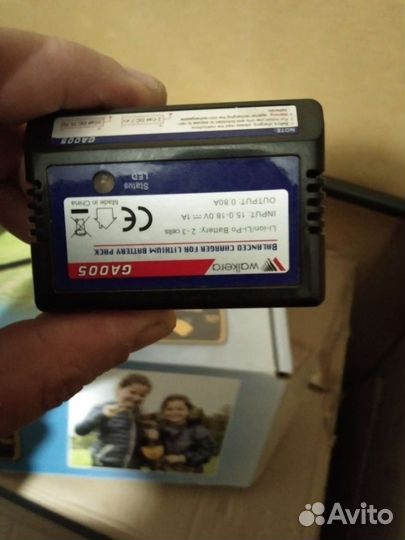 walkera
GA005
BALANCED CHARGER FOR LITHIUM BATTERY PACK
Li-ion/Li-Po Battery: 2-3 cells
INPUT: 15.0-18.0V⎓1A
OUTPUT: 0.80A
CE
Made in China
Status
LED
NOTE
GA005
Avito